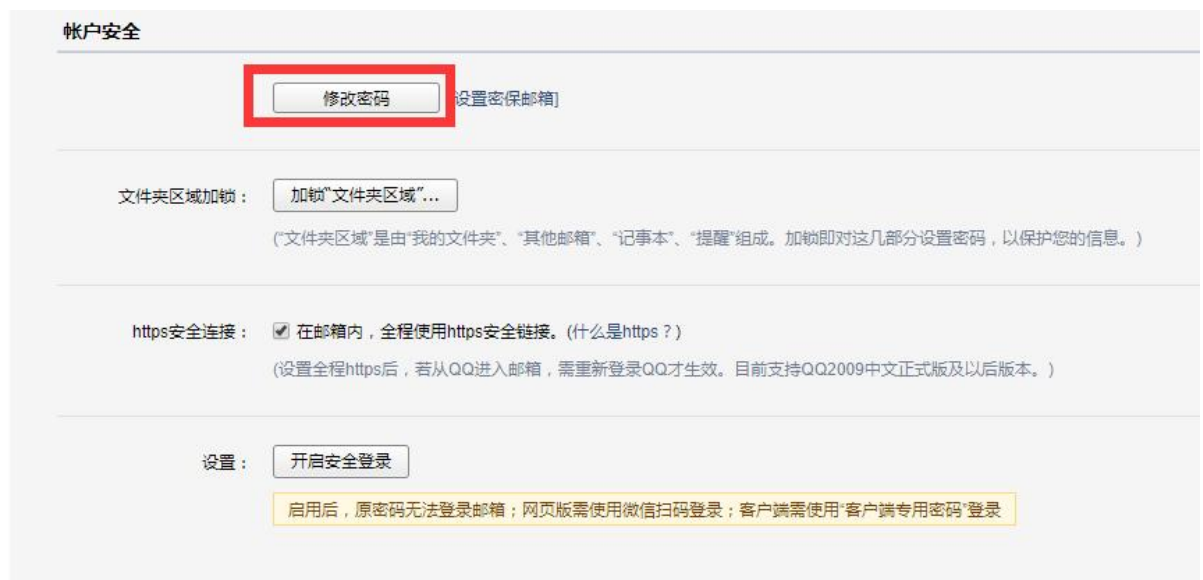 帐户安全
修改密码 设置密保邮箱]
文件夹区域加锁： 加锁“文件夹区域”...
(“文件夹区域”是由“我的文件夹”、“其他邮箱”、“记事本”、“提醒”组成。加锁即对这几部分设置密码，以保护您的信息。)
https安全连接： 在邮箱内，全程使用https安全链接。(什么是https？)
(设置全程https后，若从QQ进入邮箱，需重新登录QQ才生效。目前支持QQ2009中文正式版及以后版本。)
设置： 开启安全登录
启用后，原密码无法登录邮箱；网页版需使用微信扫码登录；客户端需使用“客户端专用密码”登录